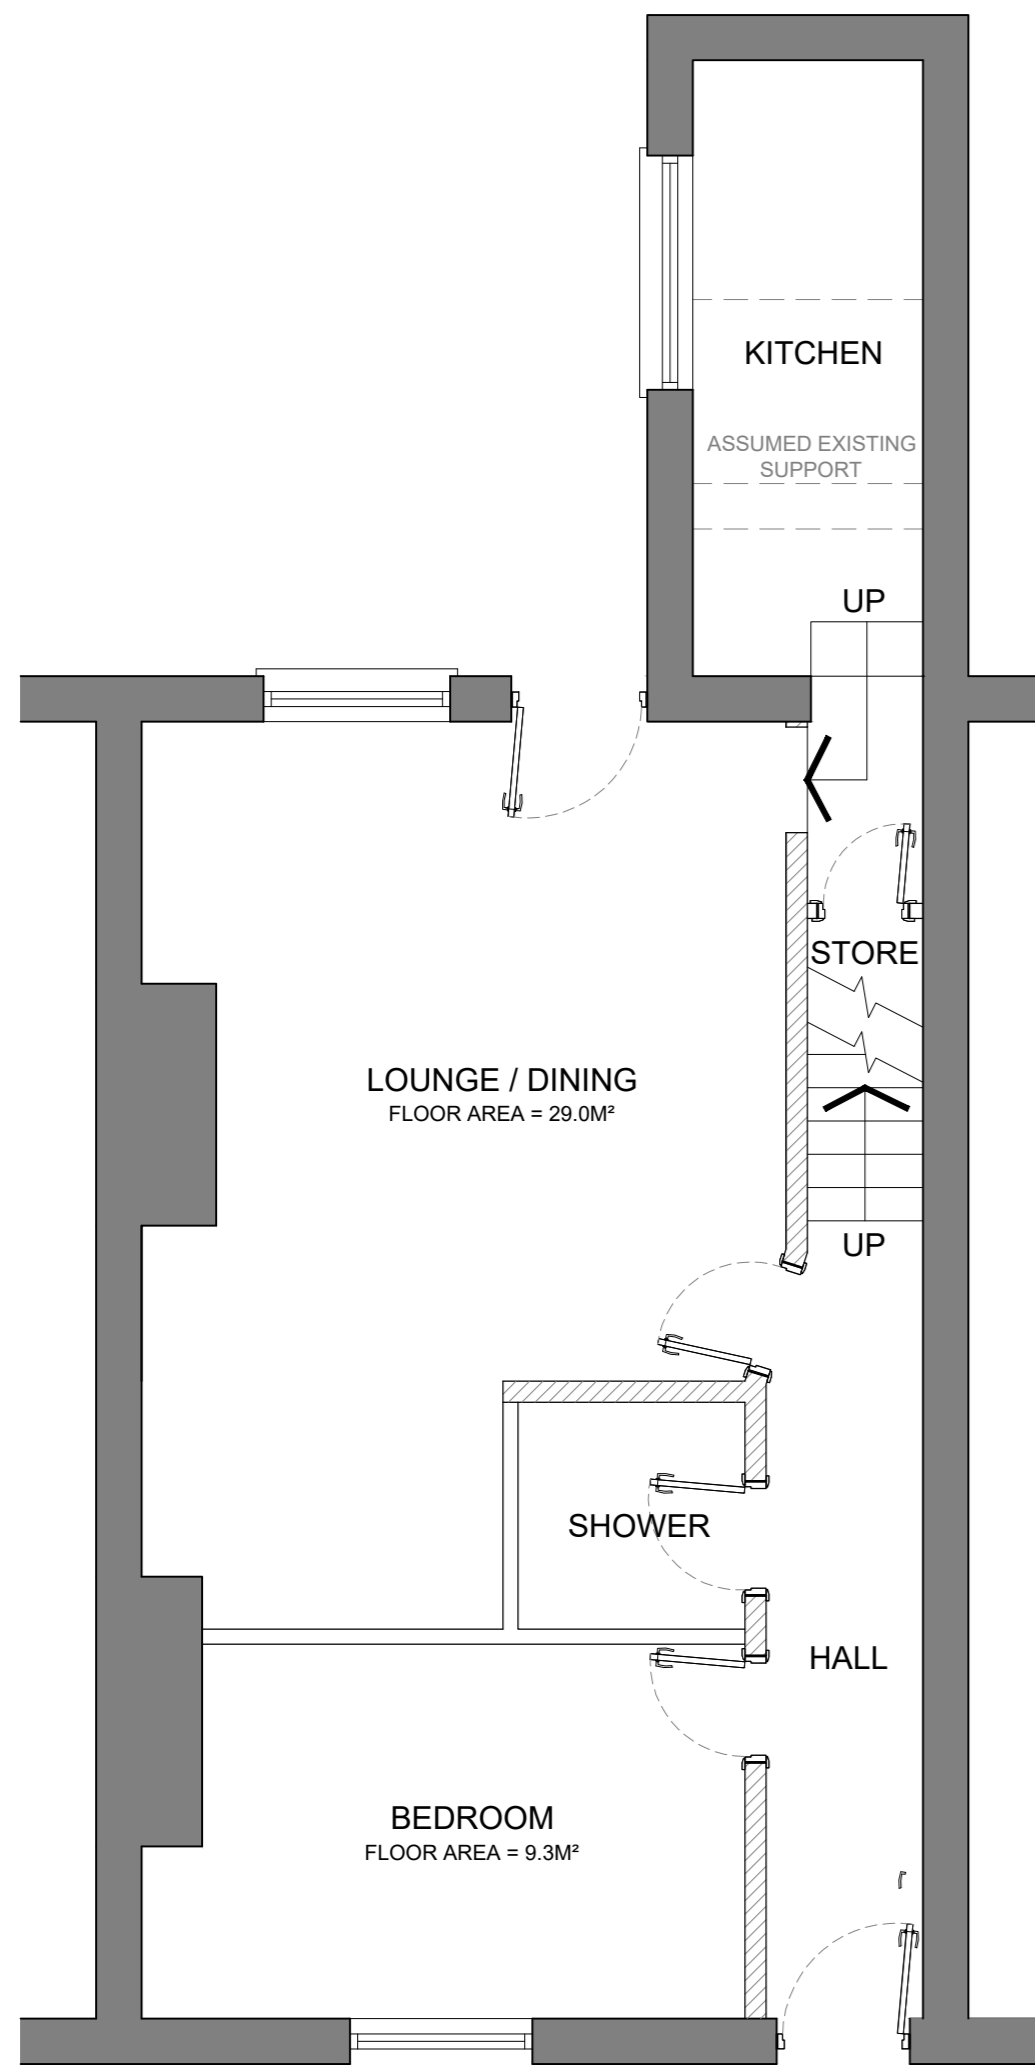 KITCHEN
ASSUMED EXISTING
SUPPORT
UP
STORE
LOUNGE / DINING
FLOOR AREA = 29.0M²
UP
SHOWER
HALL
BEDROOM
FLOOR AREA = 9.3M²